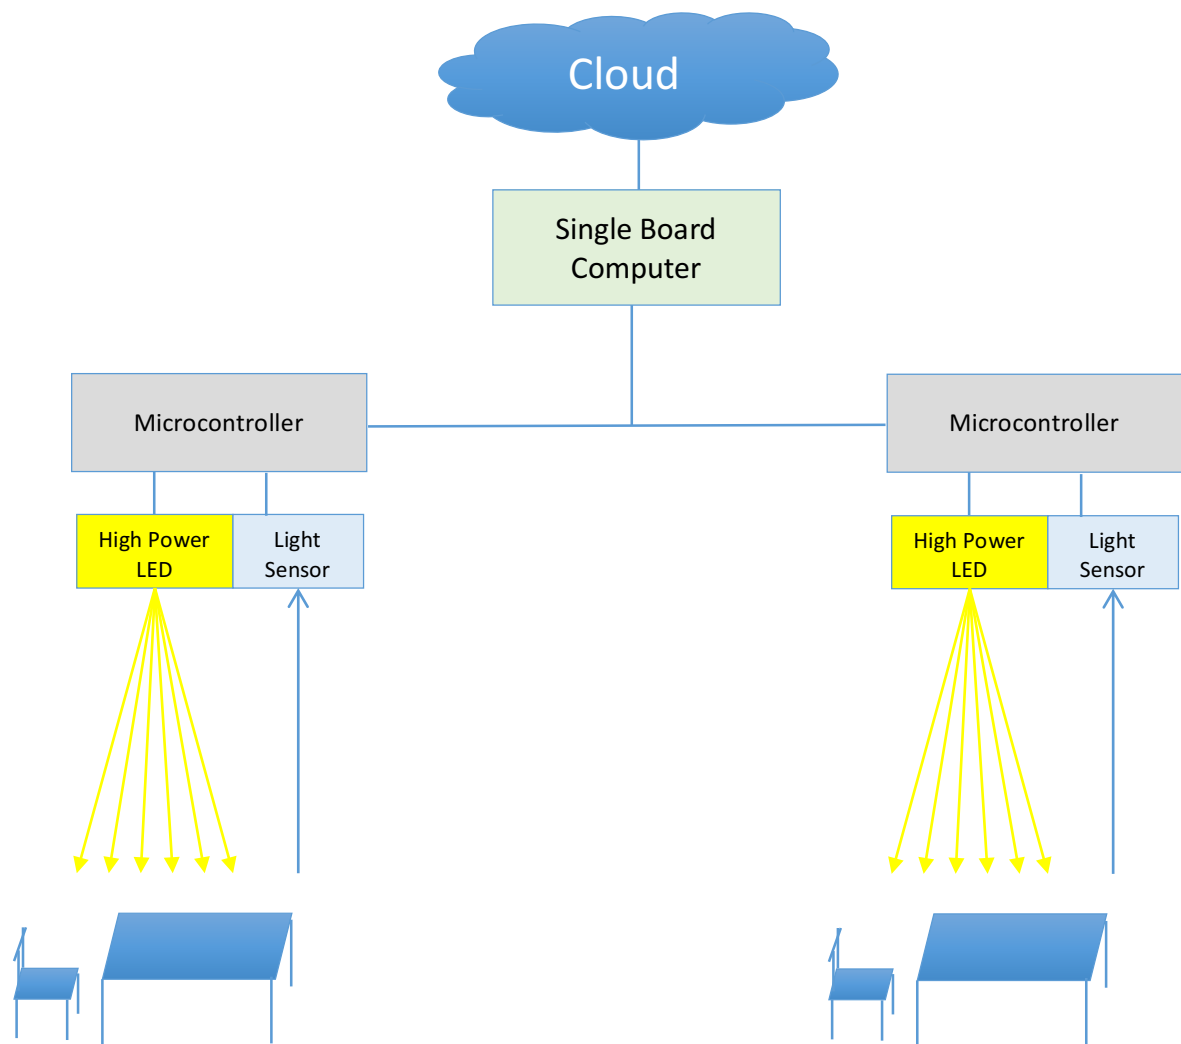 Cloud
Single Board
Computer
Microcontroller
Microcontroller
High Power
LED
Light
Sensor
High Power
LED
Light
Sensor